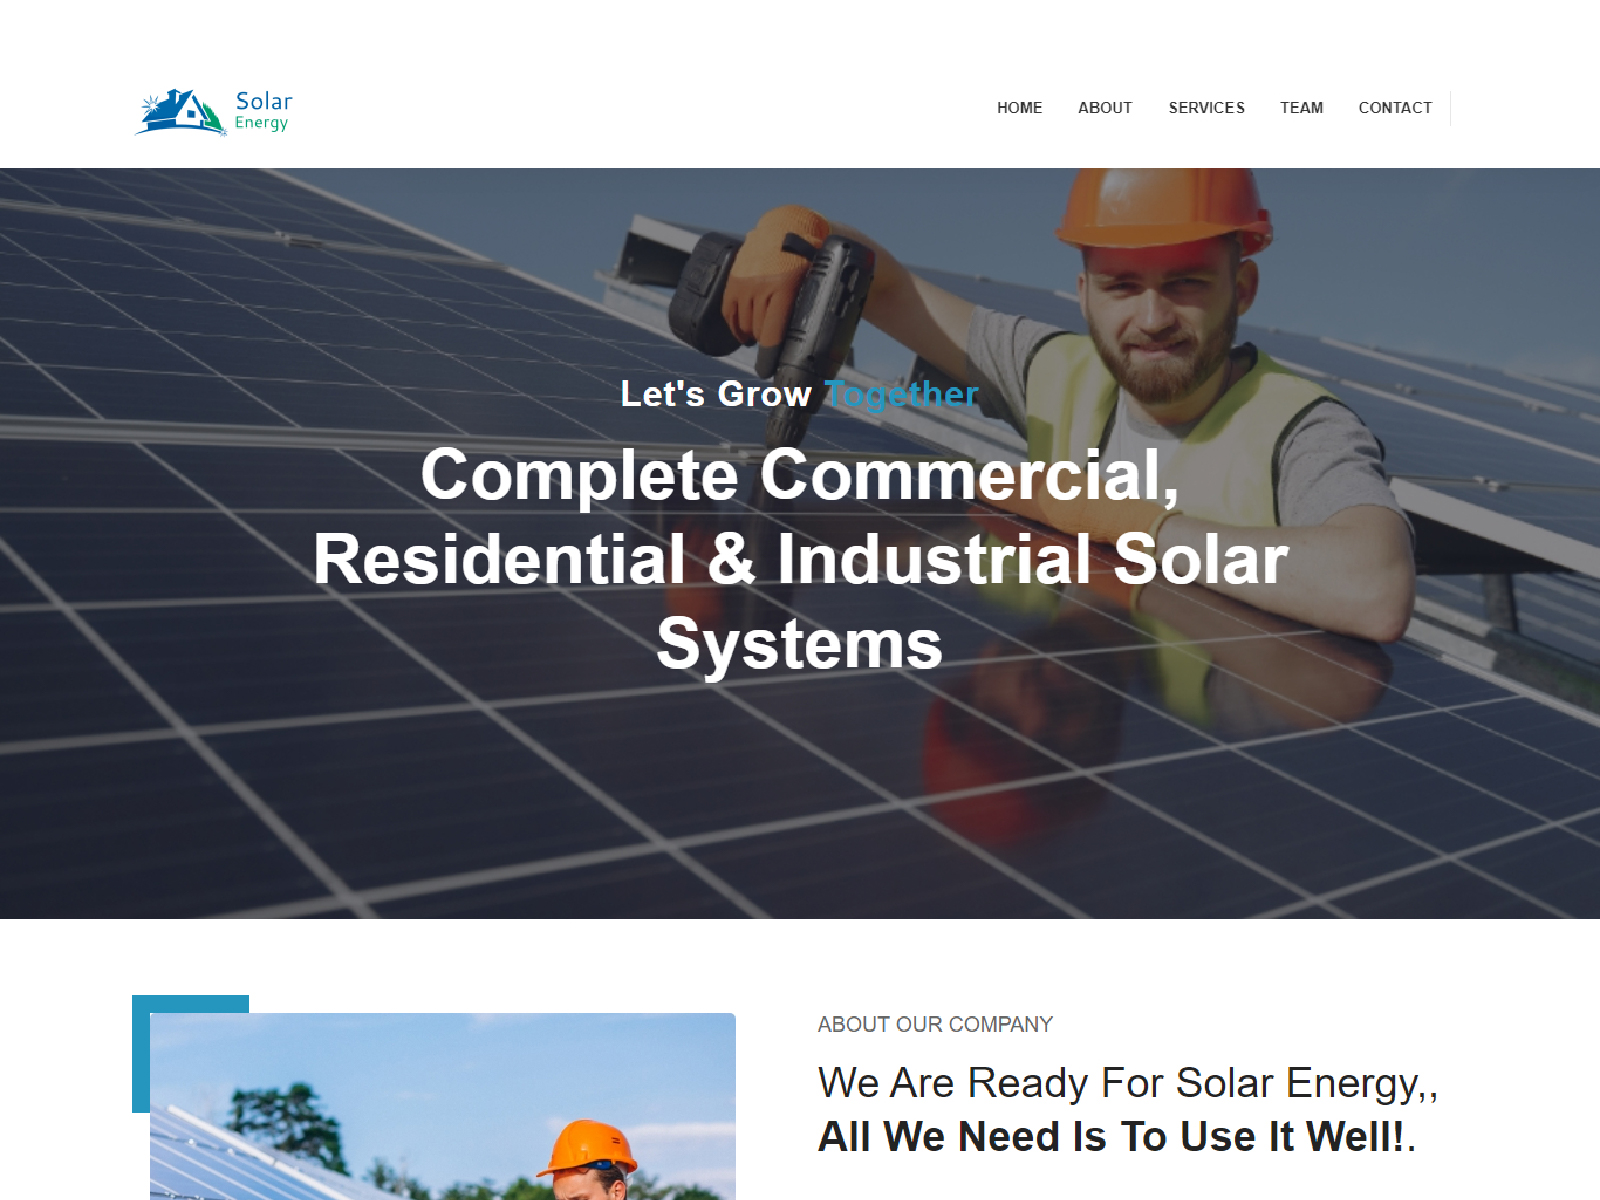 Solar
Energy
HOME ABOUT SERVICES TEAM CONTACT
Let's Grow Together
Complete Commercial,
Residential & Industrial Solar
Systems
ABOUT OUR COMPANY
We Are Ready For Solar Energy,,
All We Need Is To Use It Well!.